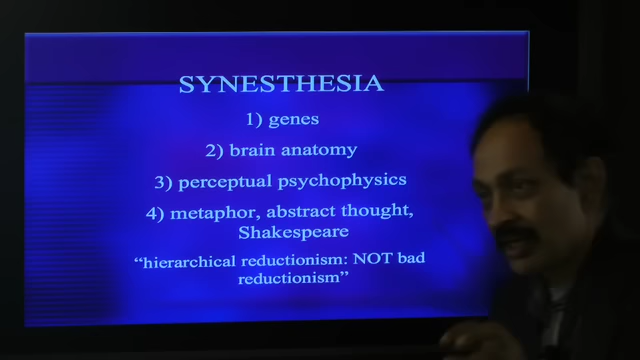 SYNESTHESIA
1) genes
2) brain anatomy
3) perceptual psychophysics
4) metaphor, abstract thought,
Shakespeare
“hierarchical reductionism: NOT bad
reductionism”